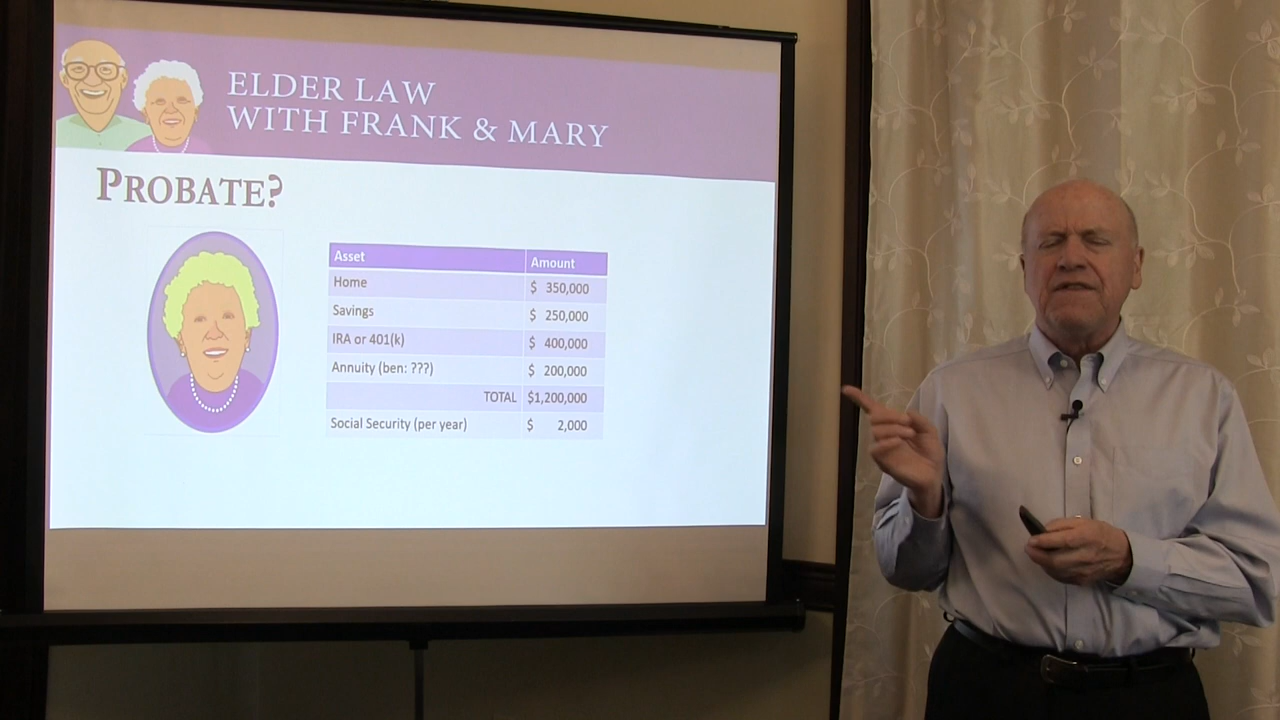 ELDER LAW
WITH FRANK & MARY
PROBATE?
Asset Amount
Home $ 350,000
Savings $ 250,000
IRA or 401(k) $ 400,000
Annuity (ben: ???) $ 200,000
TOTAL $1,200,000
Social Security (per year) $ 2,000